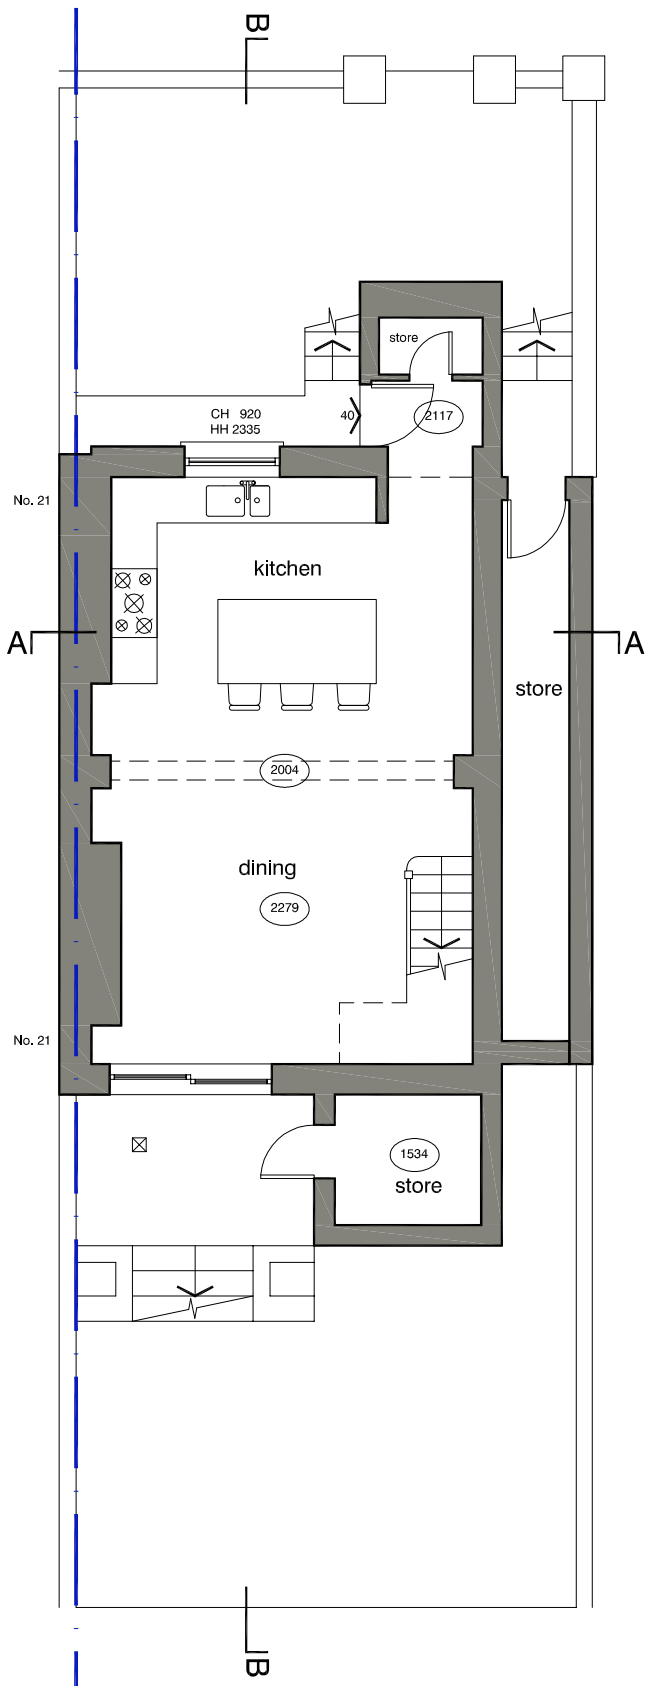 B
store
CH 920
HH 2335
40
2117
No. 21
kitchen
A
A
store
2004
dining
2279
No. 21
1534
store
B